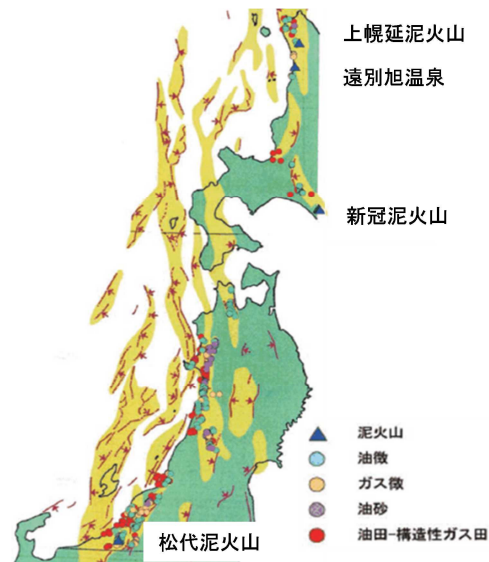 上幌延泥火山
遠別旭温泉
新冠泥火山
泥火山
油徴
ガス徴
油砂
油田-構造性ガス田
松代泥火山